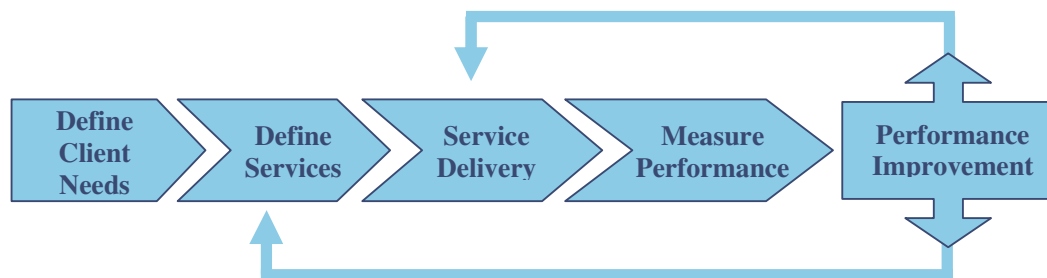 Define
Client
Needs
Define
Services
Service
Delivery
Measure
Performance
Performance
Improvement